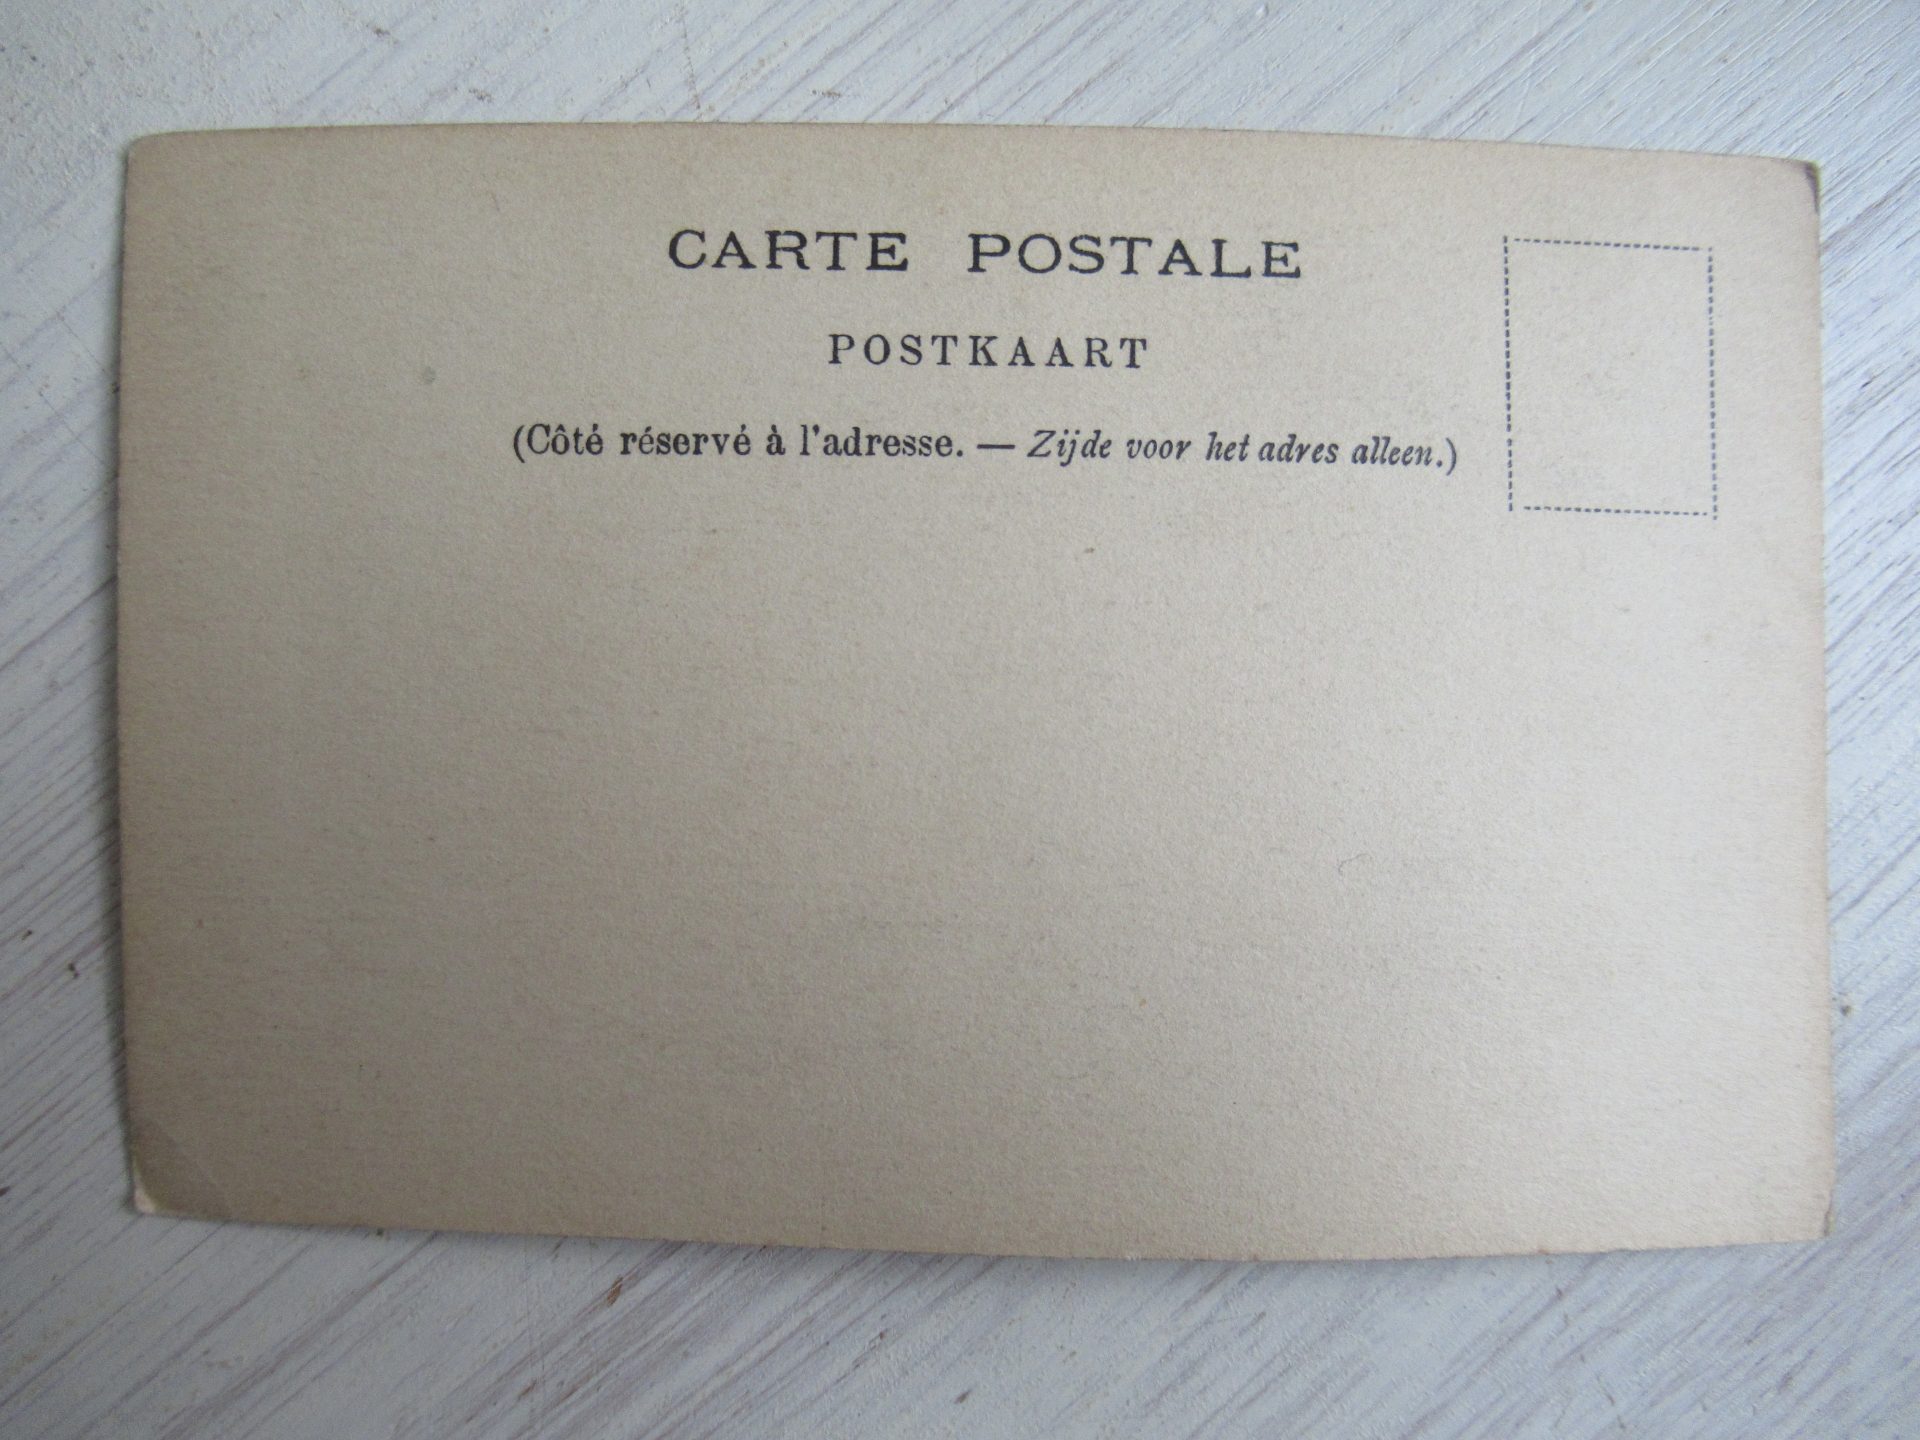 CARTE POSTALE
POSTKAART
(Côté réservé à l'adresse. — Zijde voor het adres alleen.)